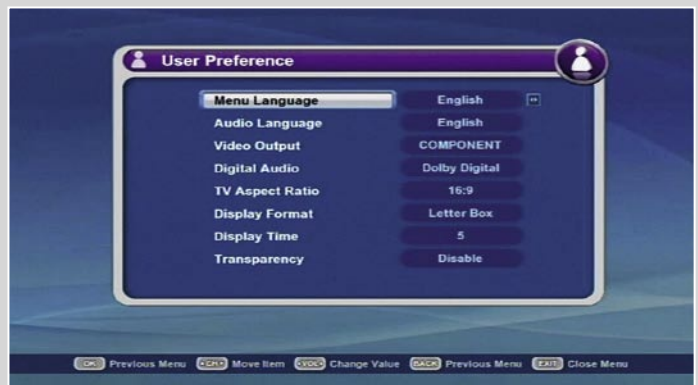 User Preference
Menu Language English
Audio Language English
Video Output COMPONENT
Digital Audio Dolby Digital
TV Aspect Ratio 16:9
Display Format Letter Box
Display Time 5
Transparency Disable
OK Previous Menu -CH+ Move Item -VOL+ Change Value BACK Previous Menu EXIT Close Menu